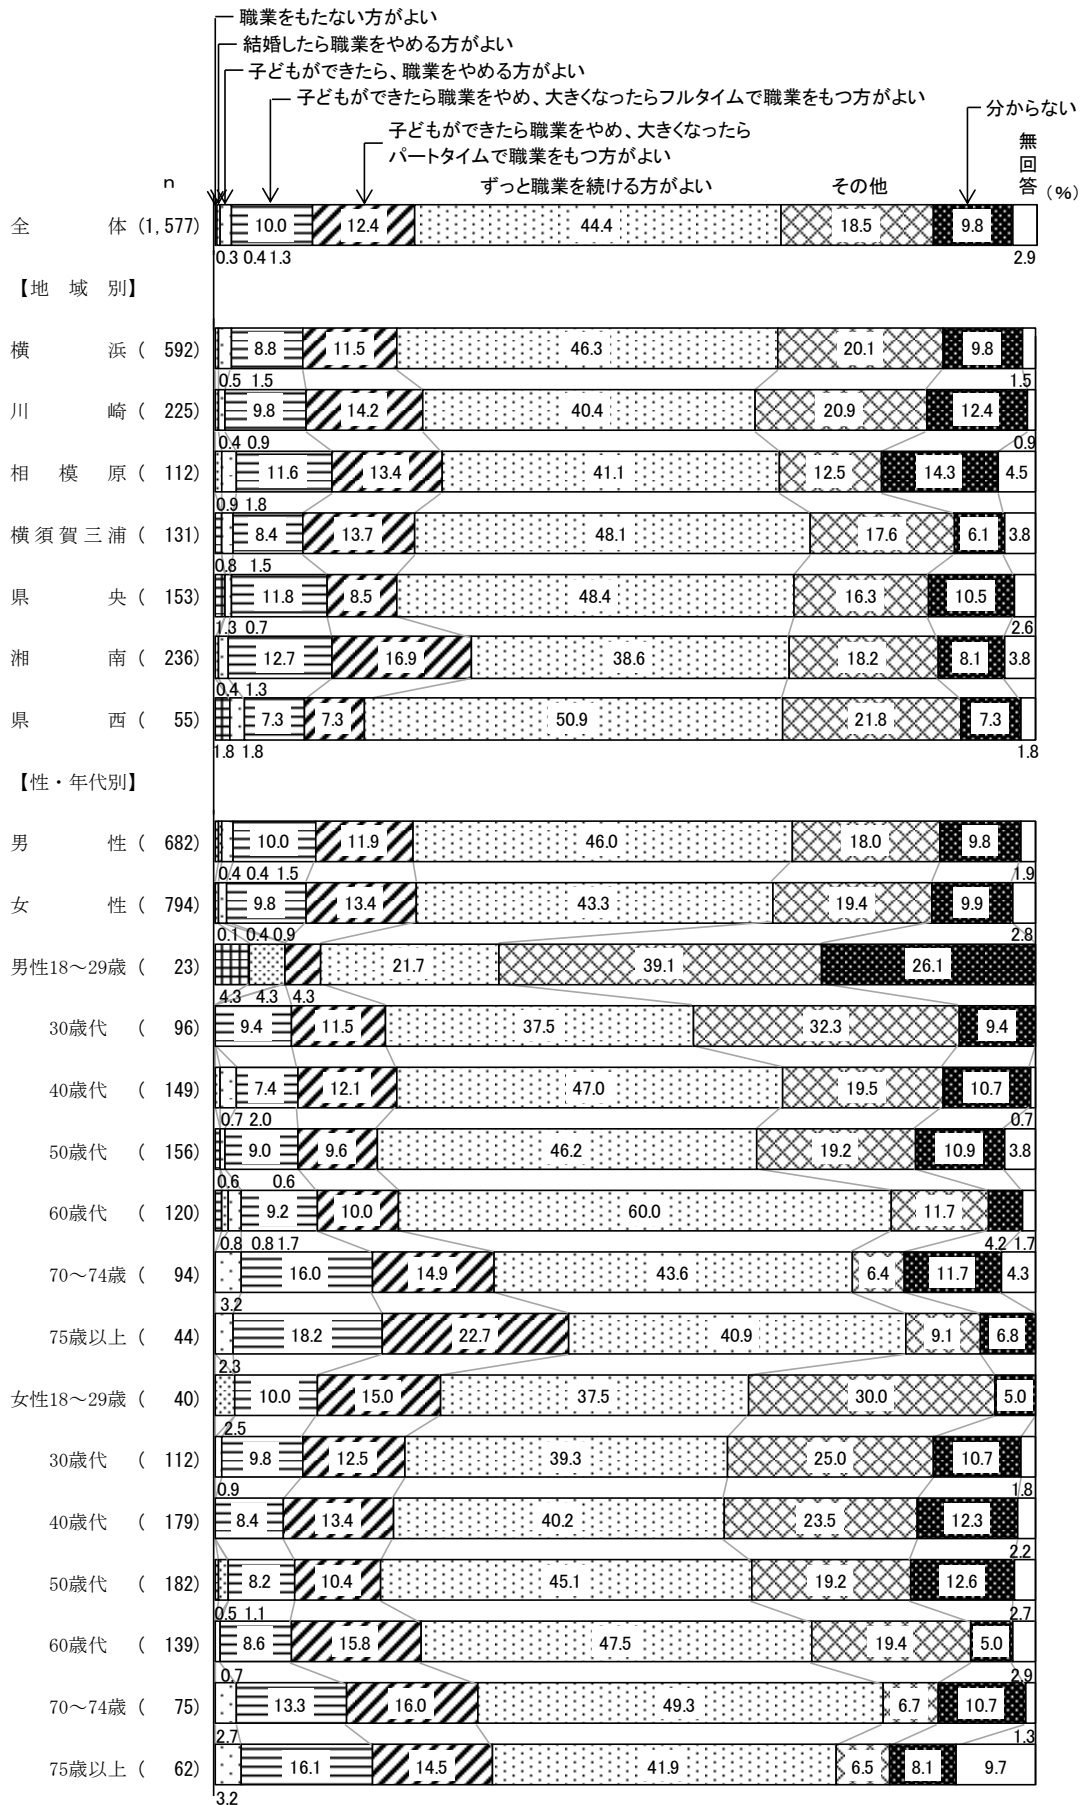 職業をもたない方がよい
結婚したら職業をやめる方がよい
子どもができたら、職業をやめる方がよい
子どもができたら職業をやめ、大きくなったらフルタイムで職業をもつ方がよい
子どもができたら職業をやめ、大きくなったら
パートタイムで職業をもつ方がよい
ずっと職業を続ける方がよい
その他
分からない
無回答
n
(%)
全体 (1,577) 10.0 12.4 44.4 18.5 9.8
0.3 0.4 1.3 2.9
【地域別】
横浜 (592) 8.8 11.5 46.3 20.1 9.8
0.5 1.5 1.5
川崎 (225) 9.8 14.2 40.4 20.9 12.4
0.4 0.9 0.9
相模原 (112) 11.6 13.4 41.1 12.5 14.3 4.5
0.9 1.8
横須賀三浦 (131) 8.4 13.7 48.1 17.6 6.1 3.8
0.8 1.5
県央 (153) 11.8 8.5 48.4 16.3 10.5
1.3 0.7 2.6
湘南 (236) 12.7 16.9 38.6 18.2 8.1 3.8
0.4 1.3
県西 (55) 7.3 7.3 50.9 21.8 7.3
1.8 1.8 1.8
【性・年代別】
男性 (682) 10.0 11.9 46.0 18.0 9.8
0.4 0.4 1.5 1.9
女性 (794) 9.8 13.4 43.3 19.4 9.9
0.1 0.4 0.9 2.8
男性18～29歳 (23) 21.7 39.1 26.1
4.3 4.3 4.3
30歳代 (96) 9.4 11.5 37.5 32.3 9.4
40歳代 (149) 7.4 12.1 47.0 19.5 10.7
0.7 2.0 0.7
50歳代 (156) 9.0 9.6 46.2 19.2 10.9 3.8
0.6 0.6
60歳代 (120) 9.2 10.0 60.0 11.7
0.8 0.8 1.7 4.2 1.7
70～74歳 (94) 16.0 14.9 43.6 6.4 11.7 4.3
3.2
75歳以上 (44) 18.2 22.7 40.9 9.1 6.8
2.3
女性18～29歳 (40) 10.0 15.0 37.5 30.0 5.0
2.5
30歳代 (112) 9.8 12.5 39.3 25.0 10.7
0.9 1.8
40歳代 (179) 8.4 13.4 40.2 23.5 12.3
2.2
50歳代 (182) 8.2 10.4 45.1 19.2 12.6
0.5 1.1 2.7
60歳代 (139) 8.6 15.8 47.5 19.4 5.0
0.7 2.9
70～74歳 (75) 13.3 16.0 49.3 6.7 10.7
2.7 1.3
75歳以上 (62) 16.1 14.5 41.9 6.5 8.1 9.7
3.2